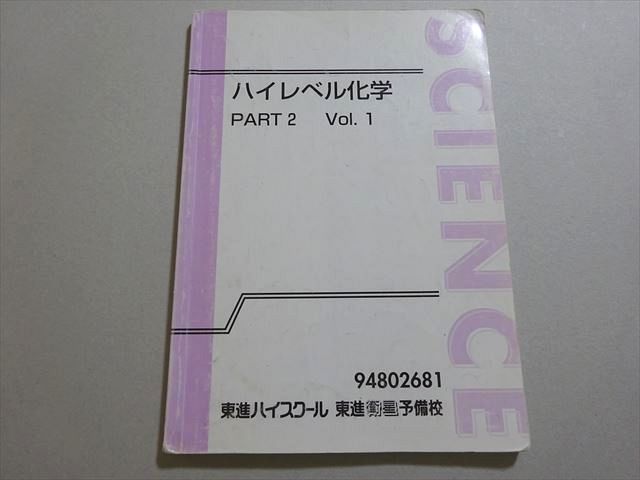 ハイレベル化学
PART 2 Vol. 1
SCIENCE
94802681
東進ハイスクール 東進衛星予備校